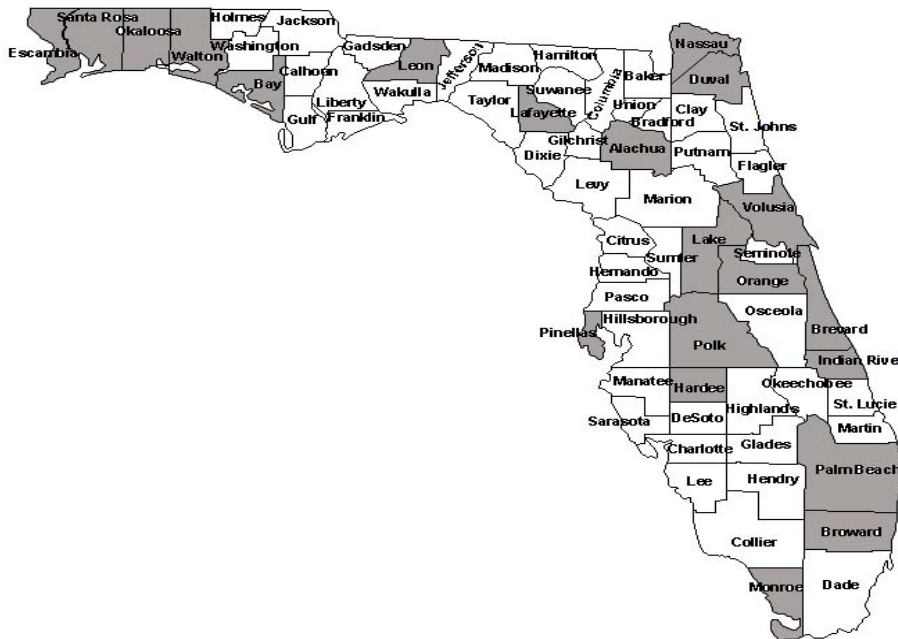 Santa Rosa
Holmes
Jackson
Okaloosa
Escambia
Washington
Walton
Gadsden
Leon
Jefferson
Madison
Hamilton
Nassau
Bay
Calhoun
Suwanee
Columbia
Baker
Duval
Liberty
Wakulla
Taylor
Lafayette
Union
Clay
Gulf
Franklin
Bradford
St. Johns
Gilchrist
Alachua
Putnam
Dixie
Flagler
Levy
Marion
Volusia
Citrus
Lake
Sumter
Seminole
Hernando
Orange
Pasco
Osceola
Hillsborough
Pinellas
Brevard
Polk
Indian River
Manatee
Hardee
Okeechobee
Highlands
St. Lucie
Sarasota
DeSoto
Martin
Charlotte
Glades
Lee
Hendry
Palm Beach
Broward
Collier
Monroe
Dade